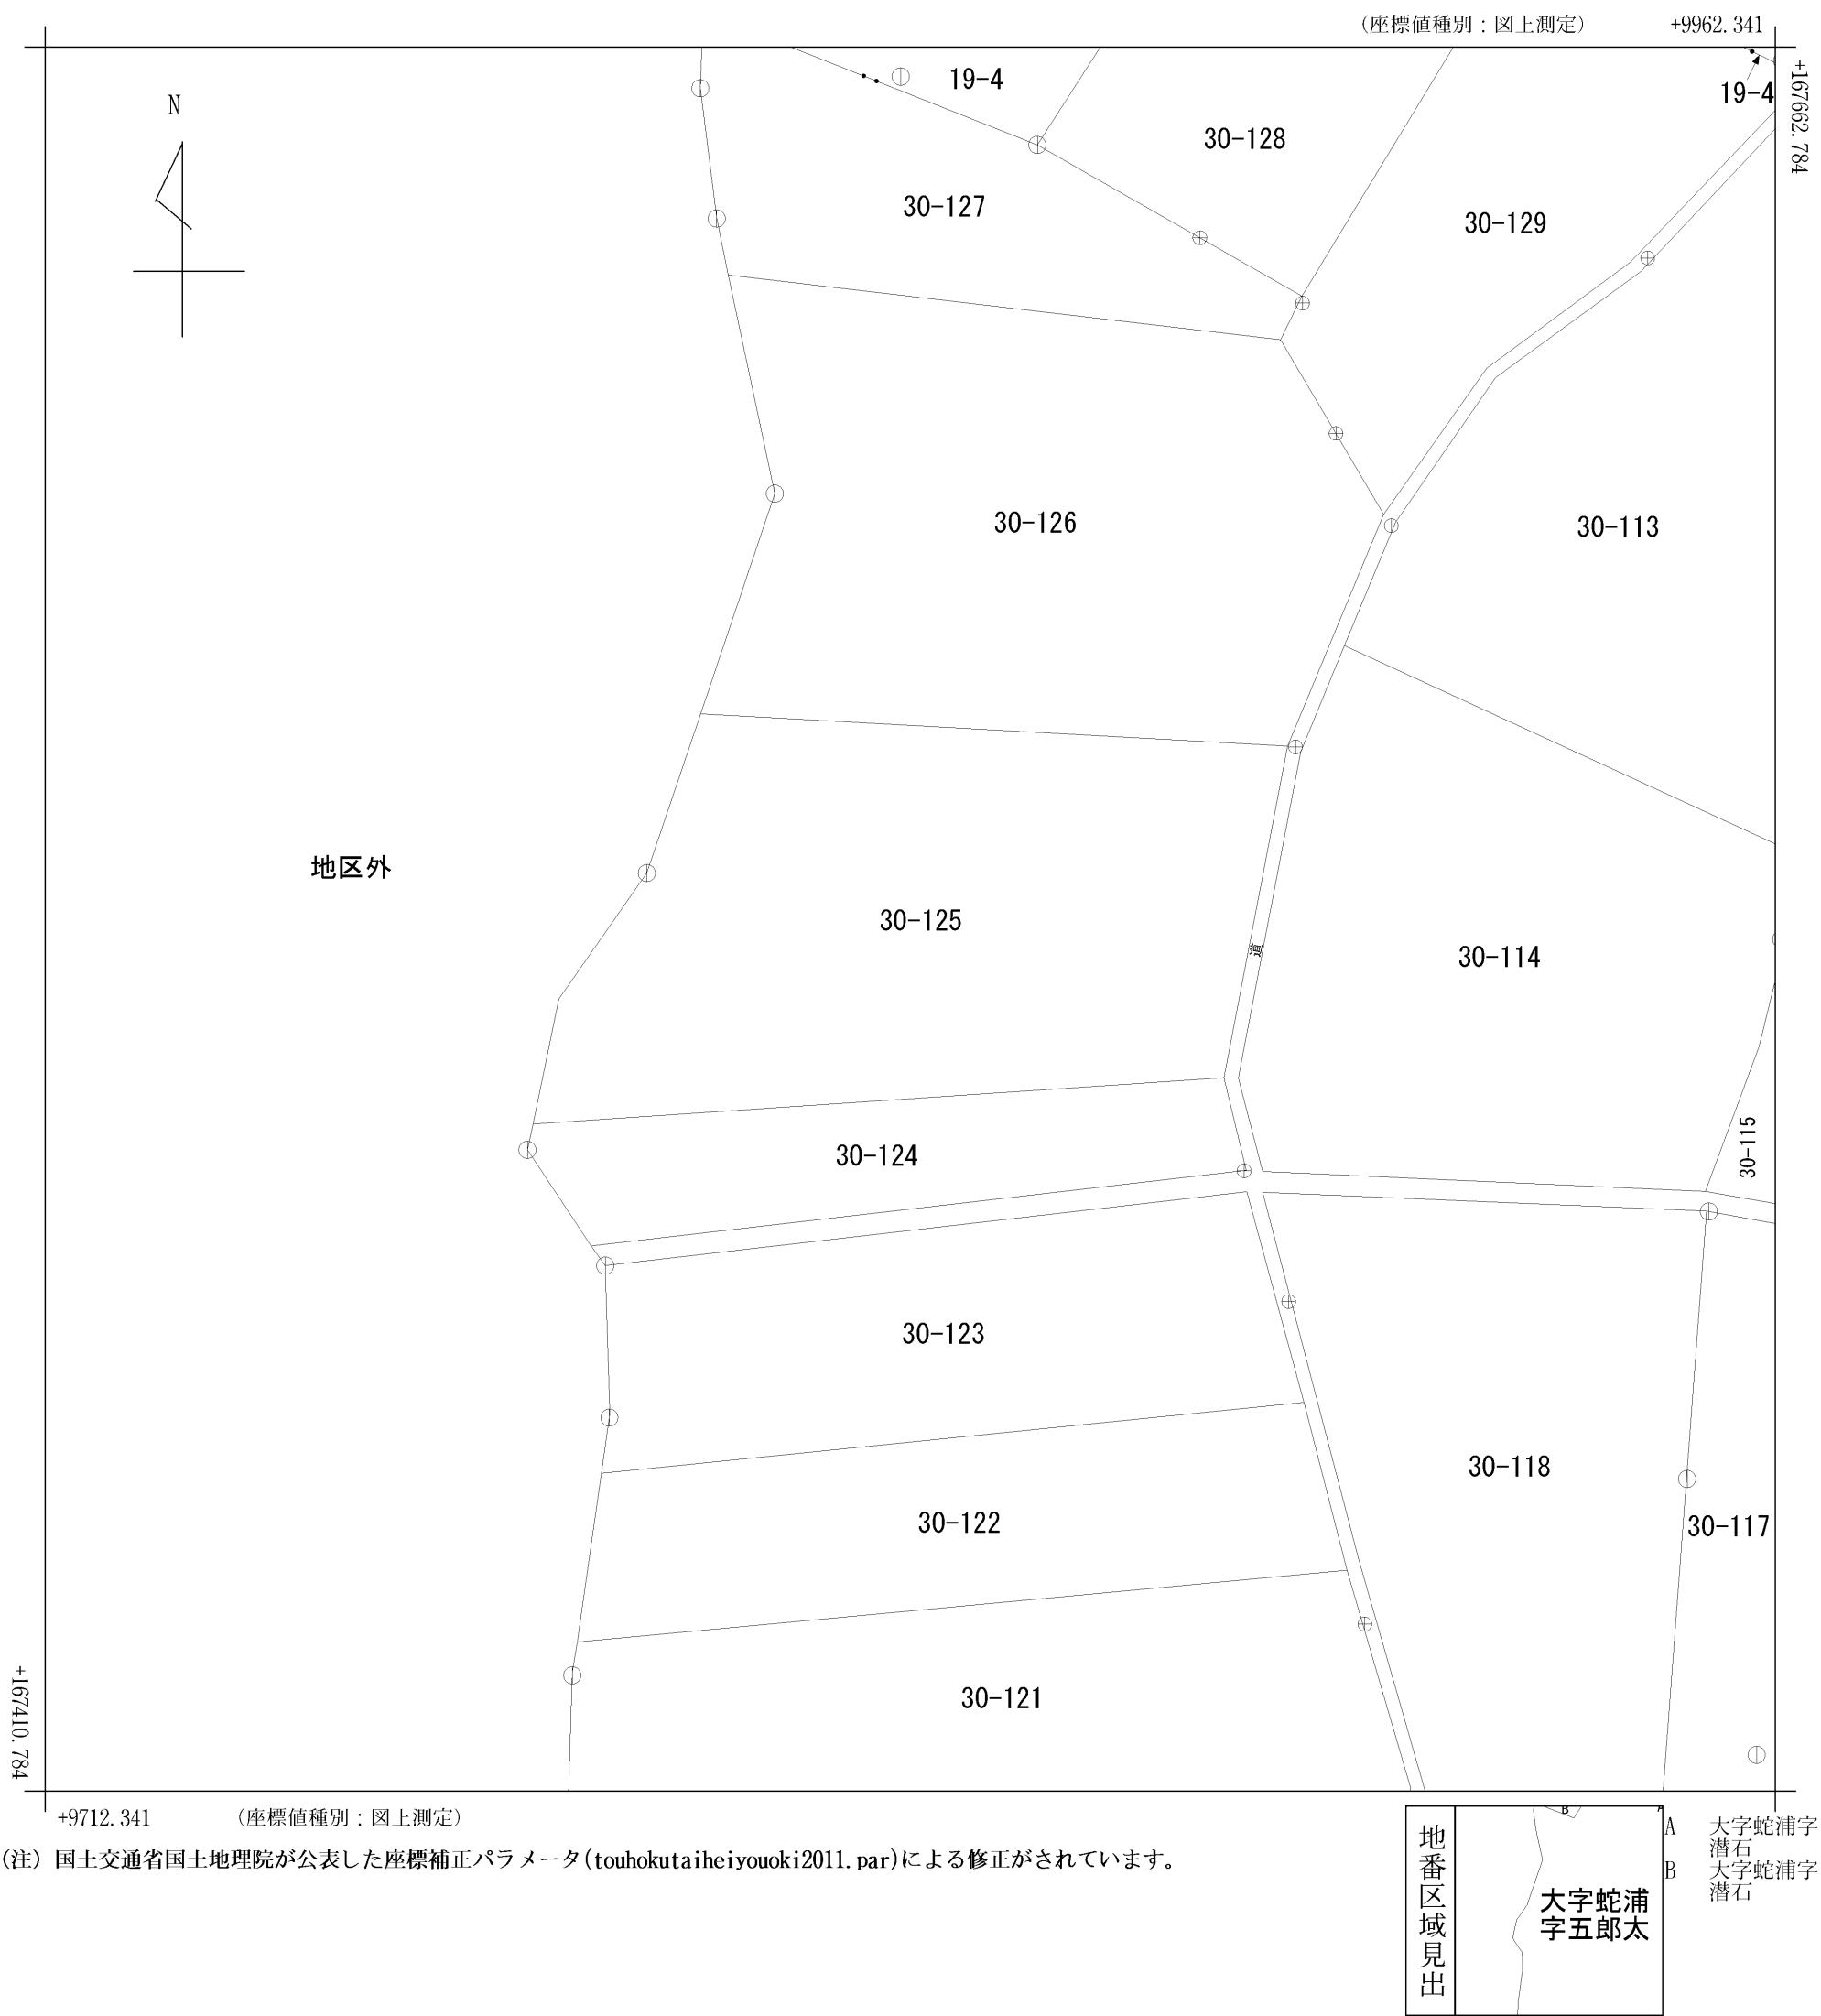 (座標値種別:図上測定) +9962.341
+167662.784
N
19-4
19-4
30-128
30-127
30-129
30-126
30-113
地区外
30-125
道
30-114
30-115
30-124
30-123
30-118
30-122
30-117
30-121
+167410.784
+9712.341 (座標値種別:図上測定)
(注) 国土交通省国土地理院が公表した座標補正パラメータ(touhokutaiheiyouoki2011.par)による修正がされています。
地番区域見出
B
A
大字蛇浦
字五郎太
A 大字蛇浦字
潜石
B 大字蛇浦字
潜石